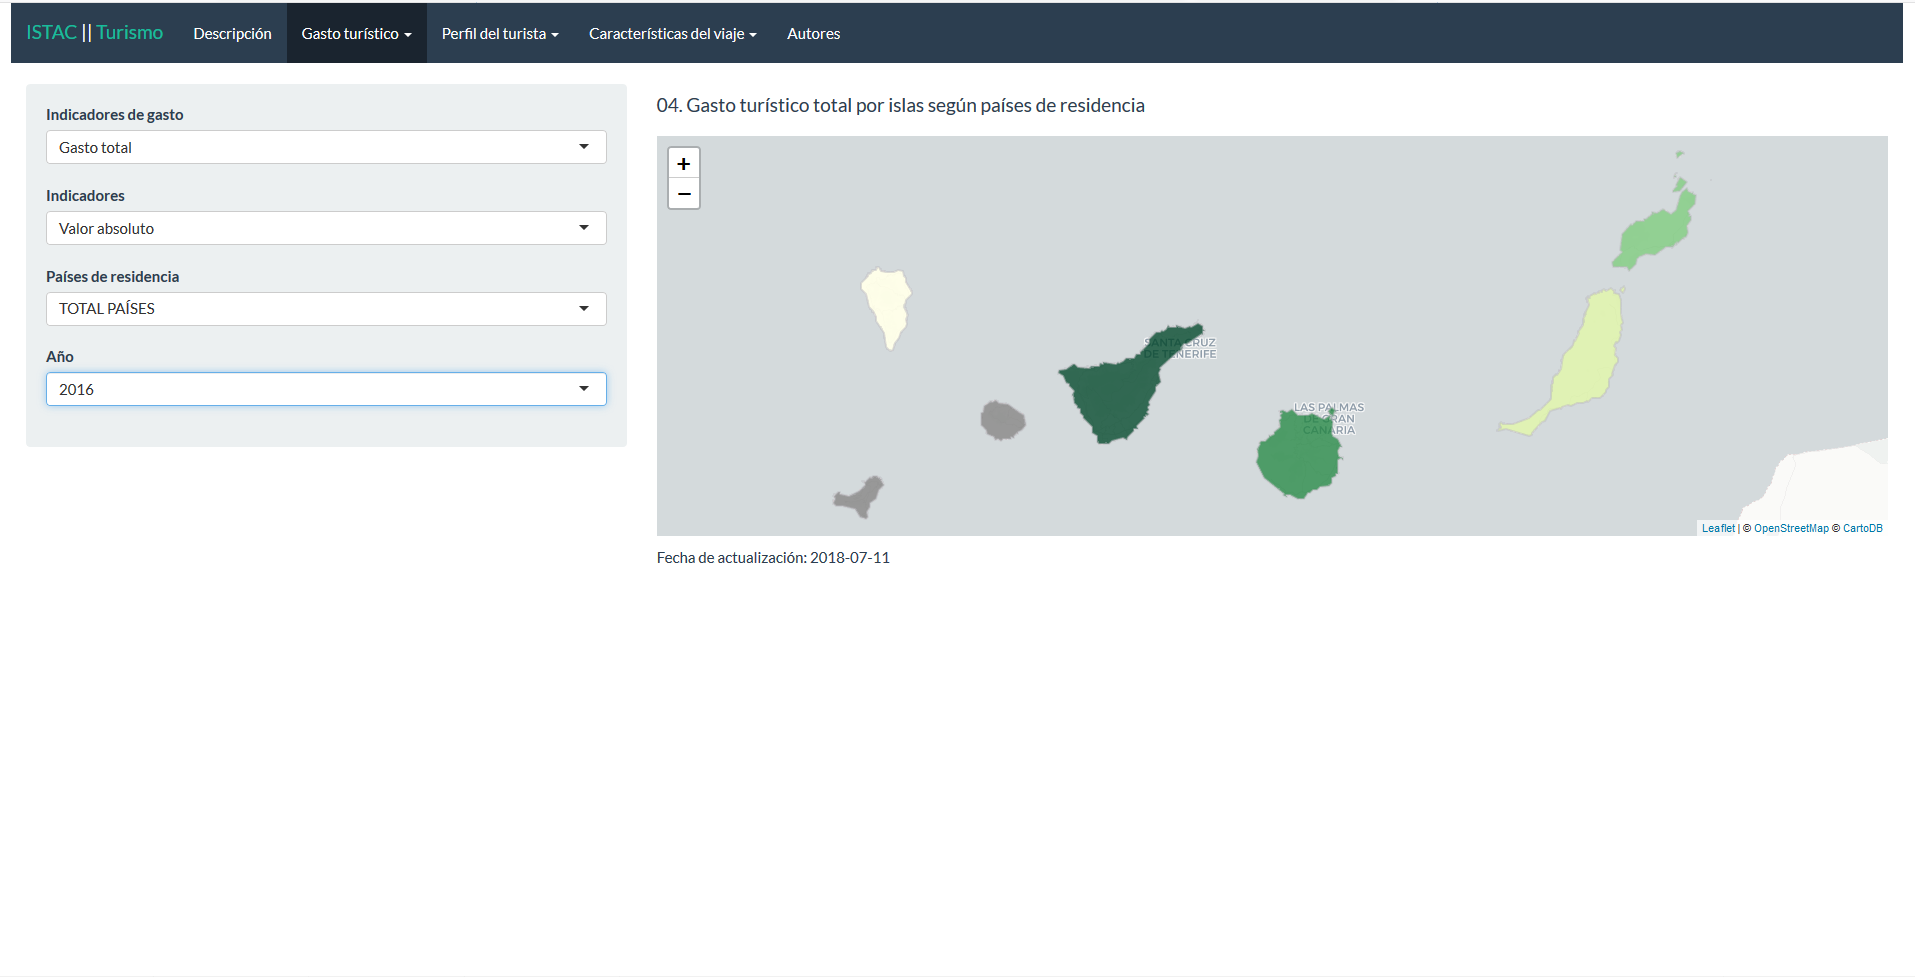 ISTAC || Turismo
Descripción
Gasto turístico
Perfil del turista
Características del viaje
Autores
Indicadores de gasto
Gasto total
Indicadores
Valor absoluto
Países de residencia
TOTAL PAÍSES
Año
2016
04. Gasto turístico total por islas según países de residencia
+
−
SANTA CRUZ
DE TENERIFE
LAS PALMAS
DE GRAN
CANARIA
Leaflet | © OpenStreetMap © CartoDB
Fecha de actualización: 2018-07-11